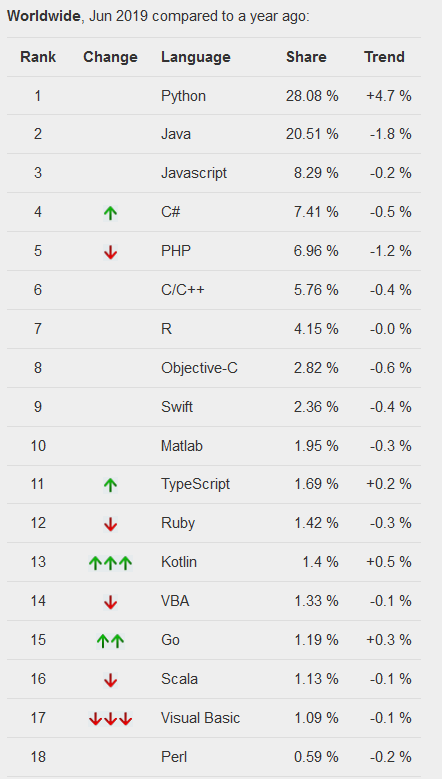 Worldwide, Jun 2019 compared to a year ago:
Rank Change Language Share Trend
1 Python 28.08 % +4.7 %
2 Java 20.51 % -1.8 %
3 Javascript 8.29 % -0.2 %
4 ↑ C# 7.41 % -0.5 %
5 ↓ PHP 6.96 % -1.2 %
6 C/C++ 5.76 % -0.4 %
7 R 4.15 % -0.0 %
8 Objective-C 2.82 % -0.6 %
9 Swift 2.36 % -0.4 %
10 Matlab 1.95 % -0.3 %
11 ↑ TypeScript 1.69 % +0.2 %
12 ↓ Ruby 1.42 % -0.3 %
13 ↑↑↑ Kotlin 1.4 % +0.5 %
14 ↓ VBA 1.33 % -0.1 %
15 ↑↑ Go 1.19 % +0.3 %
16 ↓ Scala 1.13 % -0.1 %
17 ↓↓↓ Visual Basic 1.09 % -0.1 %
18 Perl 0.59 % -0.2 %